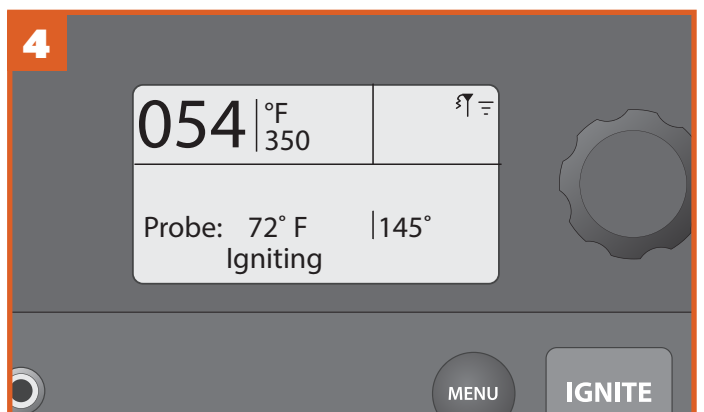 4
054 °F
350
Probe: 72° F 145°
Igniting
MENU
IGNITE